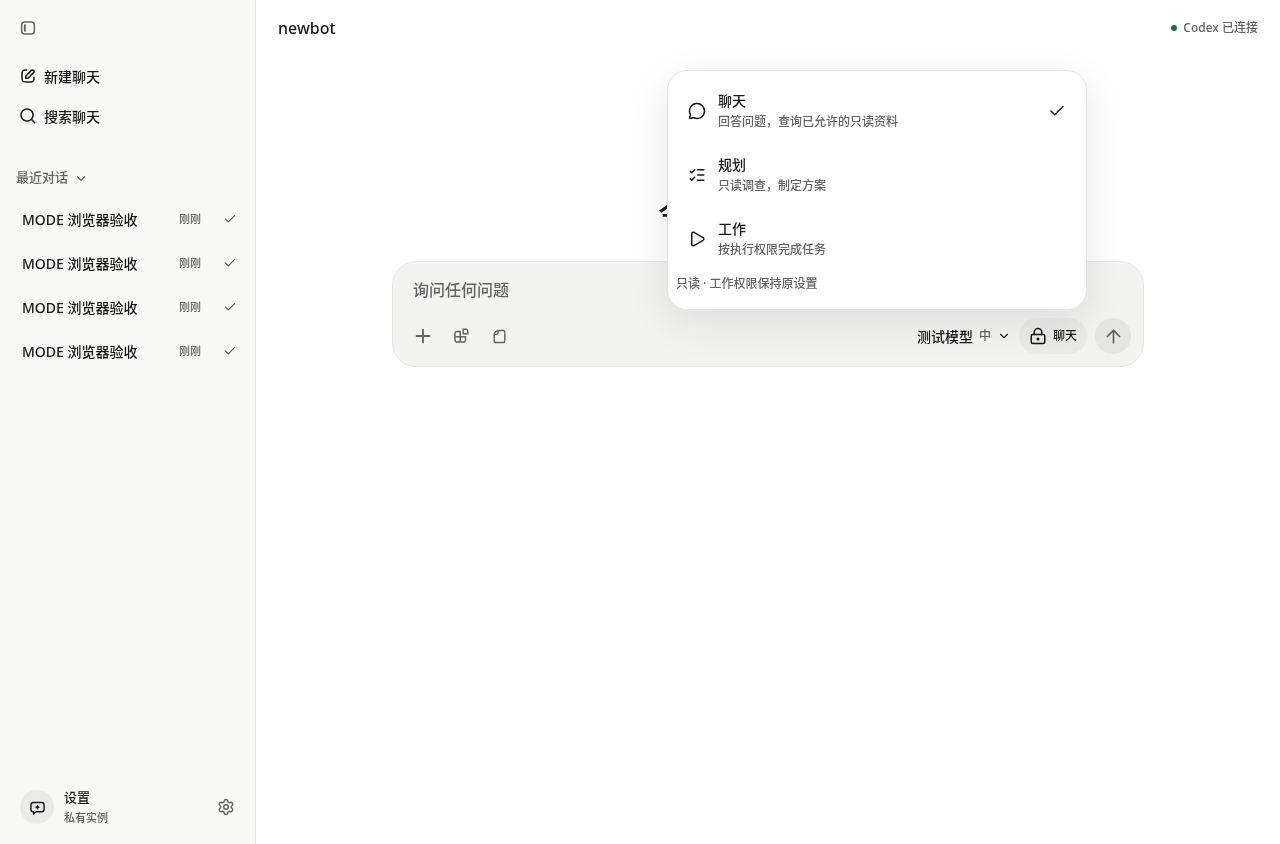 newbot
Codex 已连接
新建聊天
搜索聊天
最近对话
MODE 浏览器验收 刚刚
MODE 浏览器验收 刚刚
MODE 浏览器验收 刚刚
MODE 浏览器验收 刚刚
设置
私有实例
聊天
回答问题，查询已允许的只读资料
规划
只读调查，制定方案
工作
按执行权限完成任务
只读 · 工作权限保持原设置
询问任何问题
测试模型 中
聊天